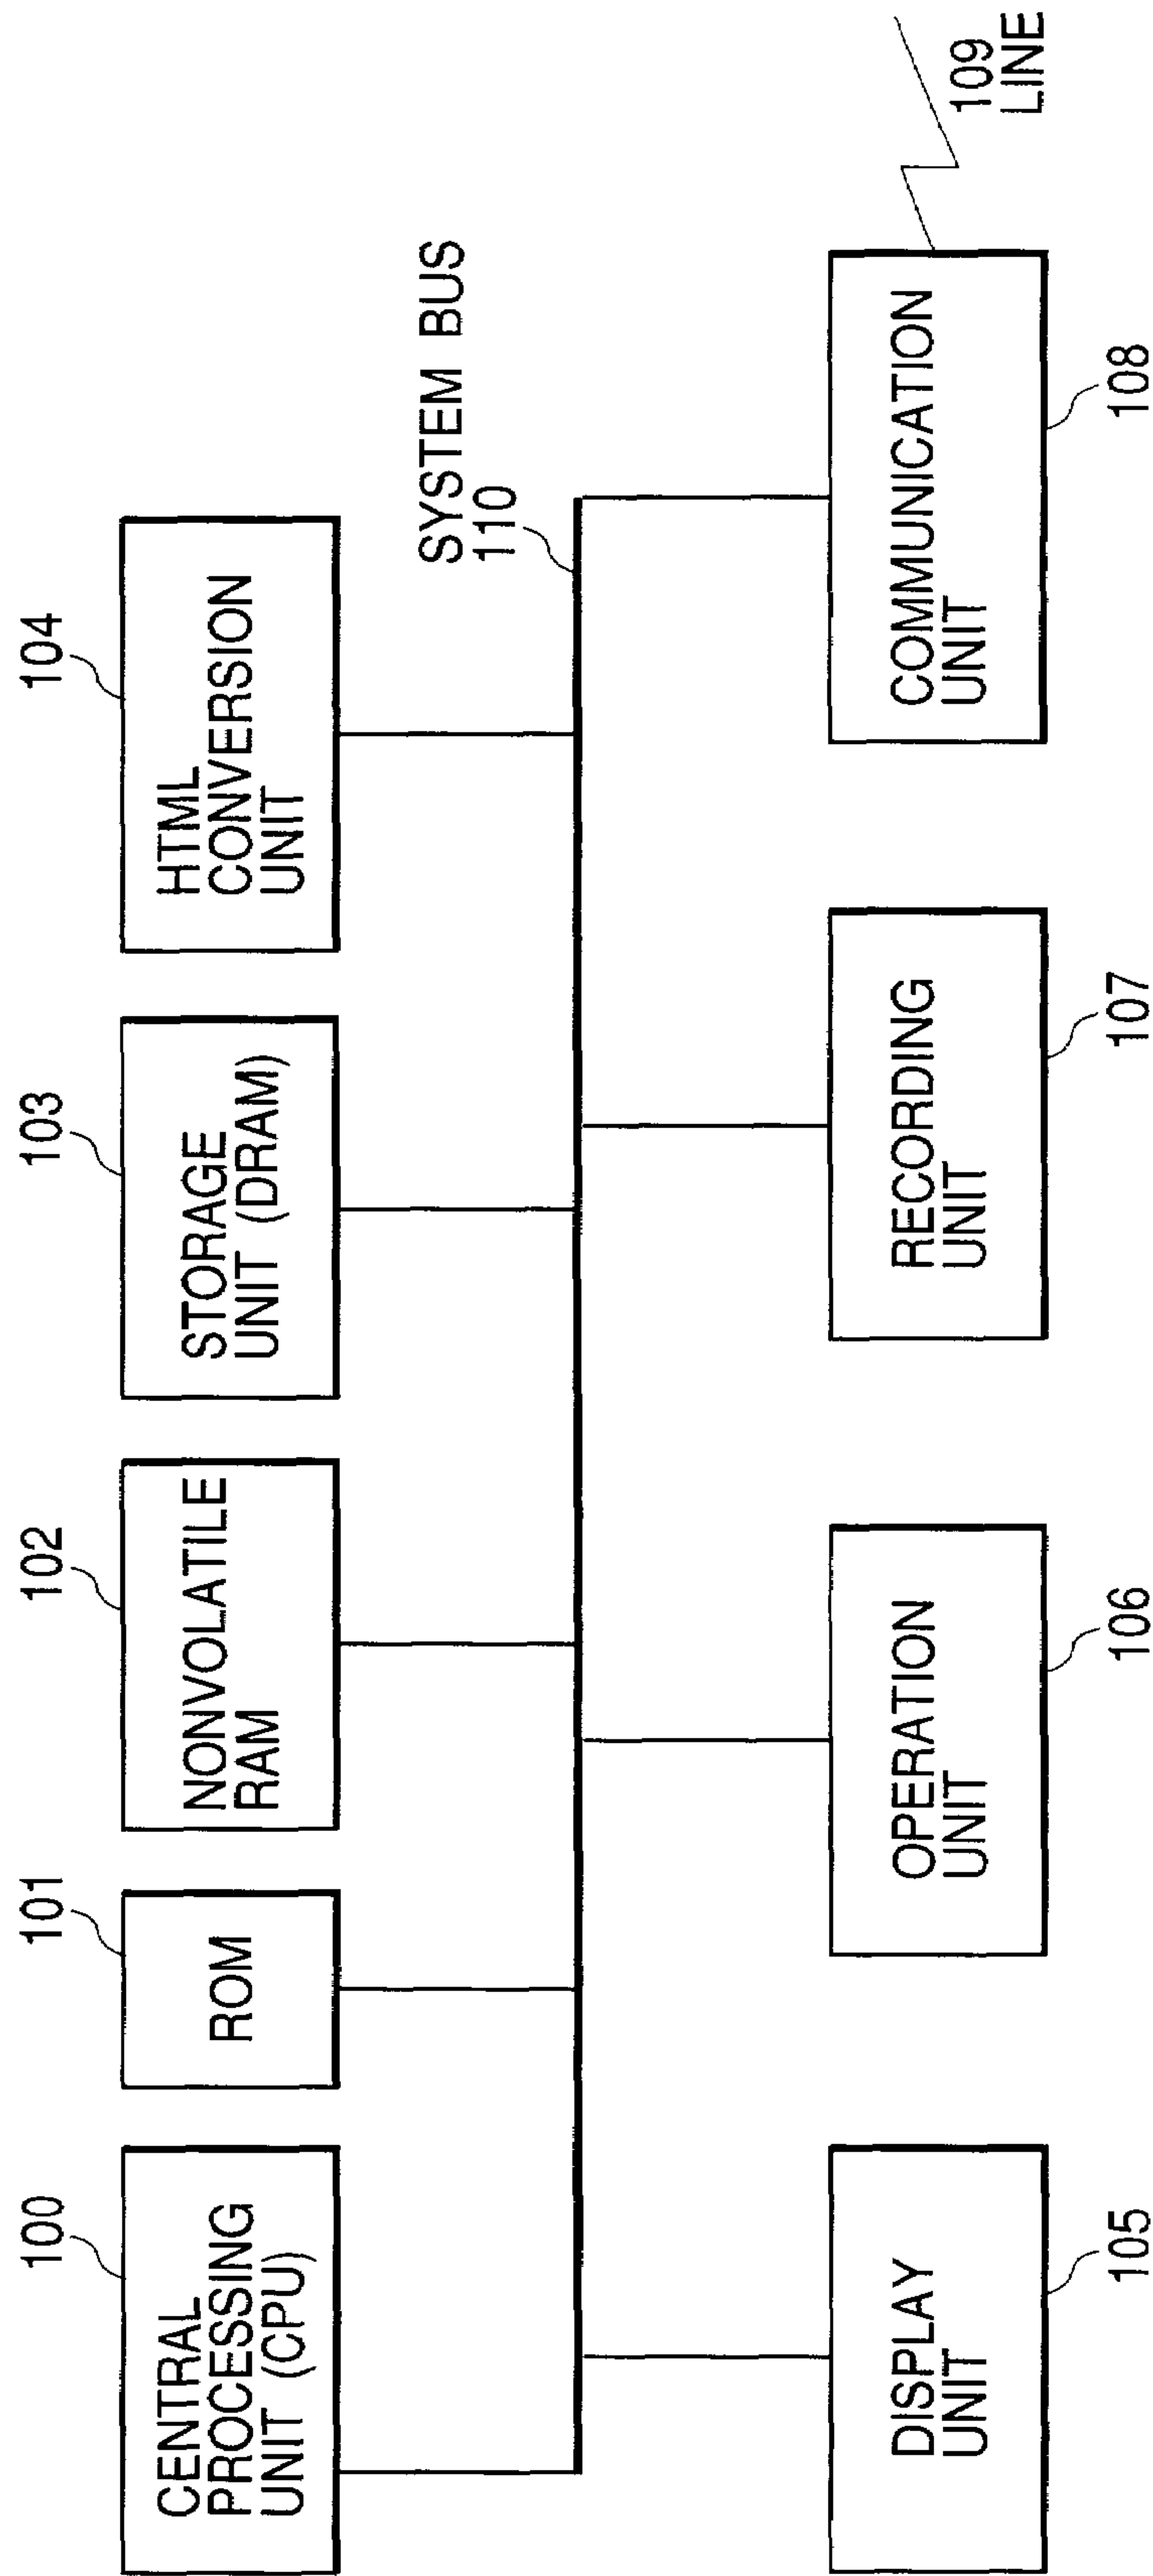 100
CENTRAL
PROCESSING
UNIT (CPU)
101
ROM
102
NONVOLATILE
RAM
103
STORAGE
UNIT (DRAM)
104
HTML
CONVERSION
UNIT
SYSTEM BUS
110
105
DISPLAY
UNIT
106
OPERATION
UNIT
107
RECORDING
UNIT
108
COMMUNICATION
UNIT
109
LINE